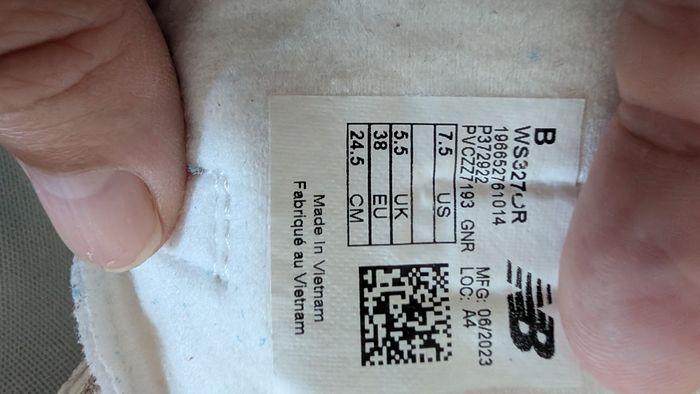 B
NB
196652761014
P372922 MFG: 06/2023
PVCZZ7193 GNR LOC: A4
7.5 US
5.5 UK
38 EU
24.5 CM
Made In Vietnam
Fabriqué au Vietnam